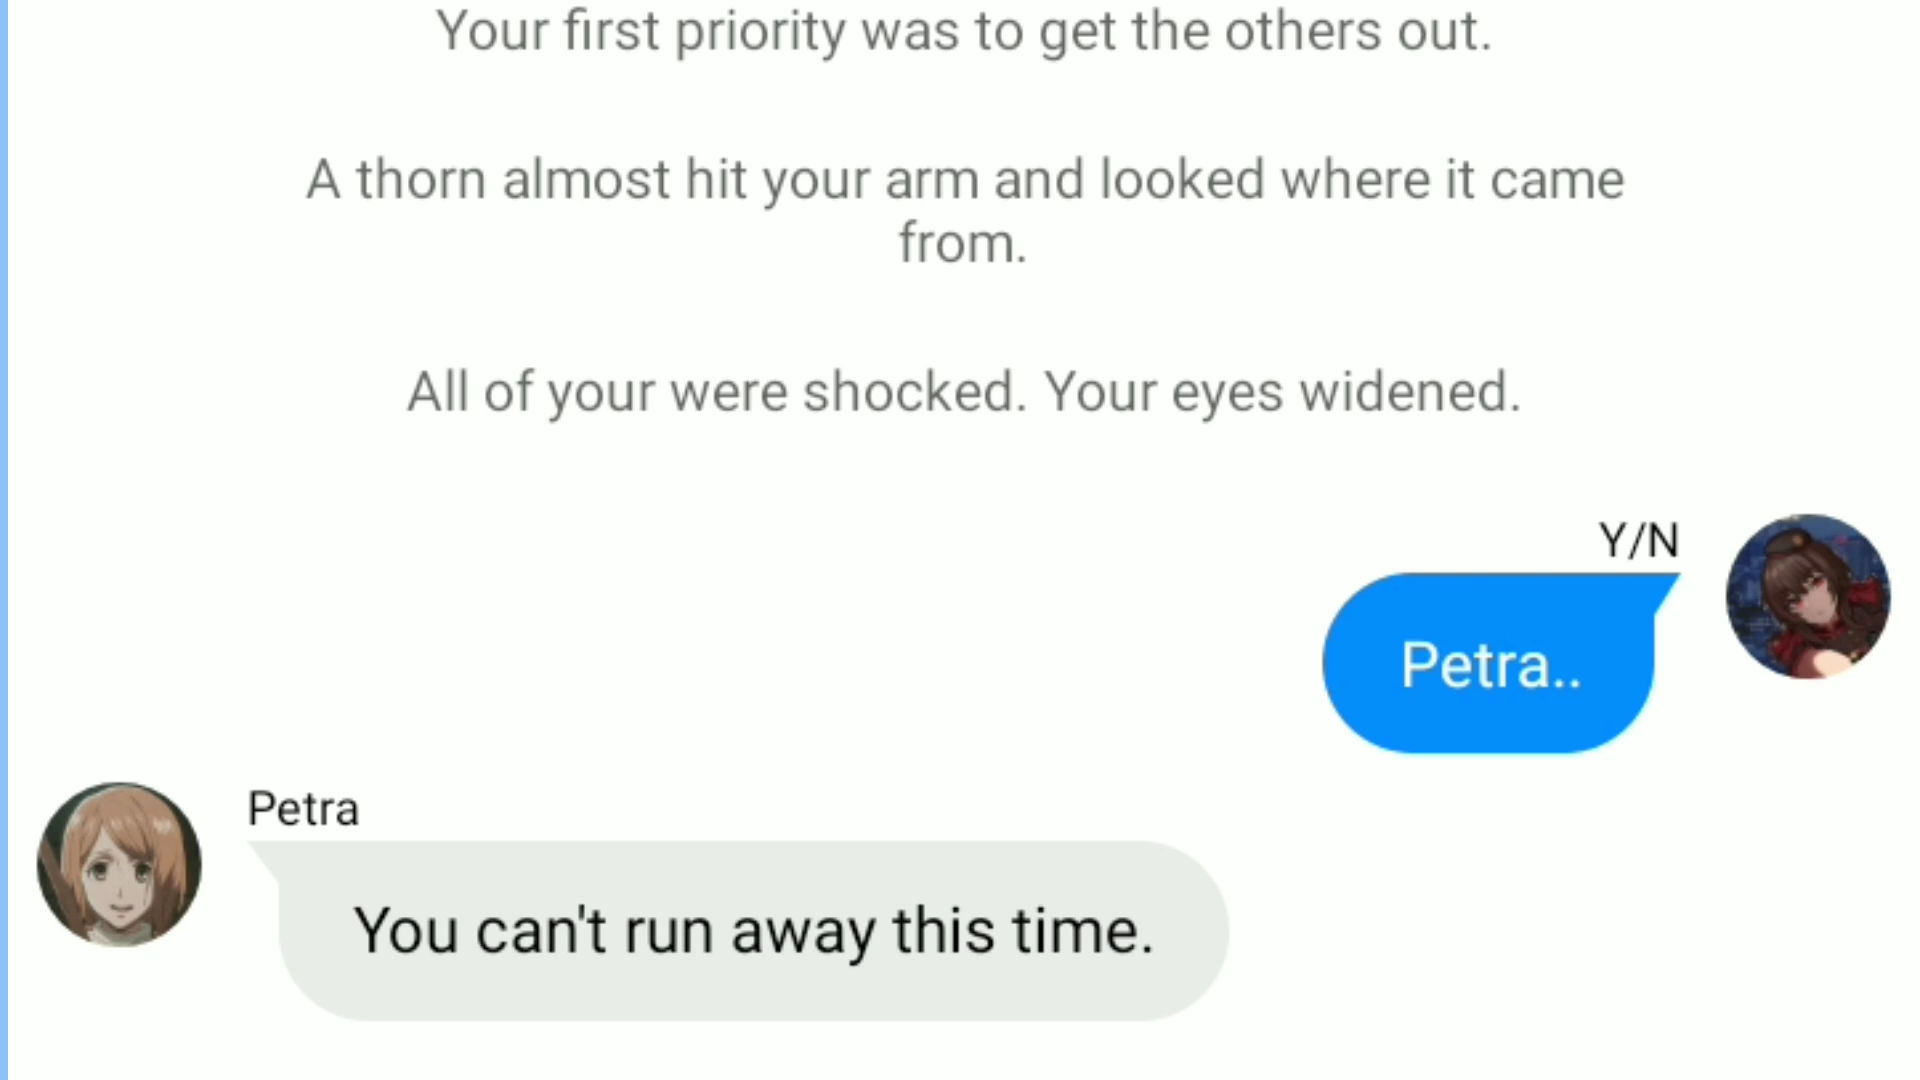 Your first priority was to get the others out.
A thorn almost hit your arm and looked where it came
from.
All of your were shocked. Your eyes widened.
Y/N
Petra..
Petra
You can't run away this time.